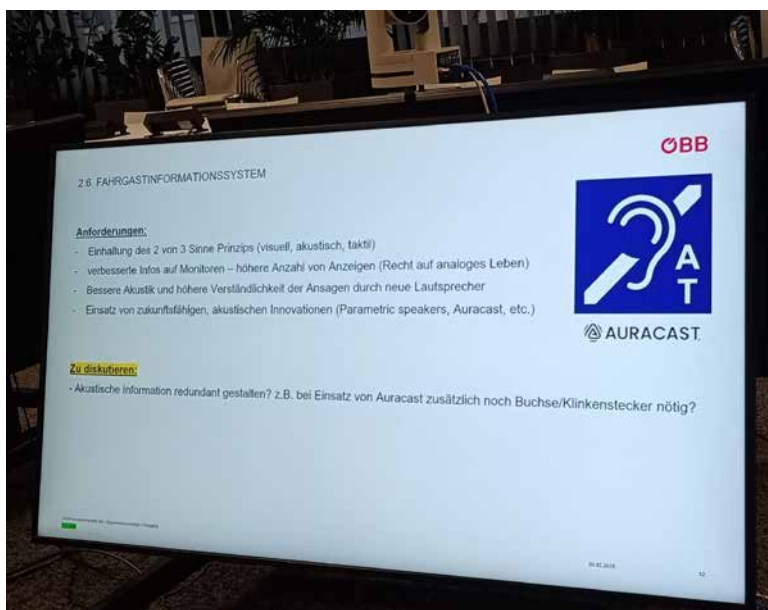 ÖBB
2.6. FAHRGASTINFORMATIONSSYSTEM
Anforderungen:
- Einhaltung des 2 von 3 Sinne Prinzips (visuell, akustisch, taktil)
- verbesserte Infos auf Monitoren – höhere Anzahl von Anzeigen (Recht auf analoges Leben)
- Bessere Akustik und höhere Verständlichkeit der Ansagen durch neue Lautsprecher
- Einsatz von zukunftsfähigen, akustischen Innovationen (Parametric speakers, Auracast, etc.)
A
T
AURACAST
Zu diskutieren:
- Akustische Information redundant gestalten? z.B. bei Einsatz von Auracast zusätzlich noch Buchse/Klinkenstecker nötig?